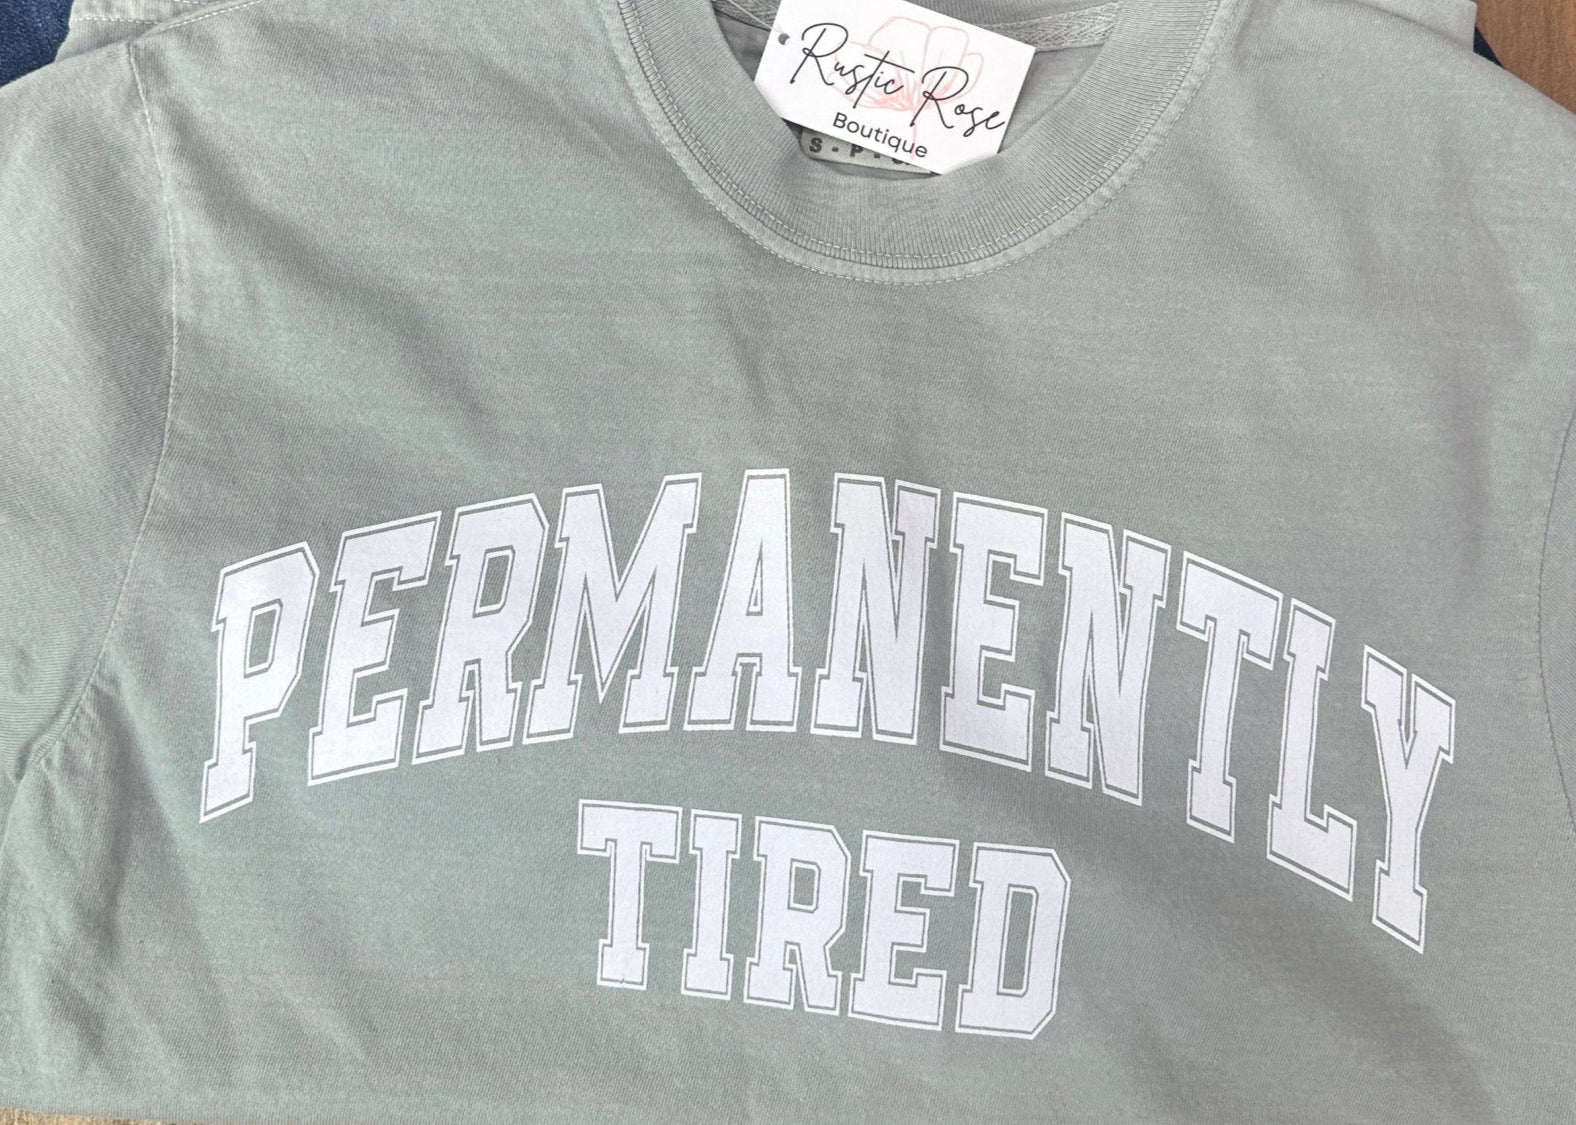 Rustic Rose
Boutique
S - P -
PERMANENTLY
TIRED